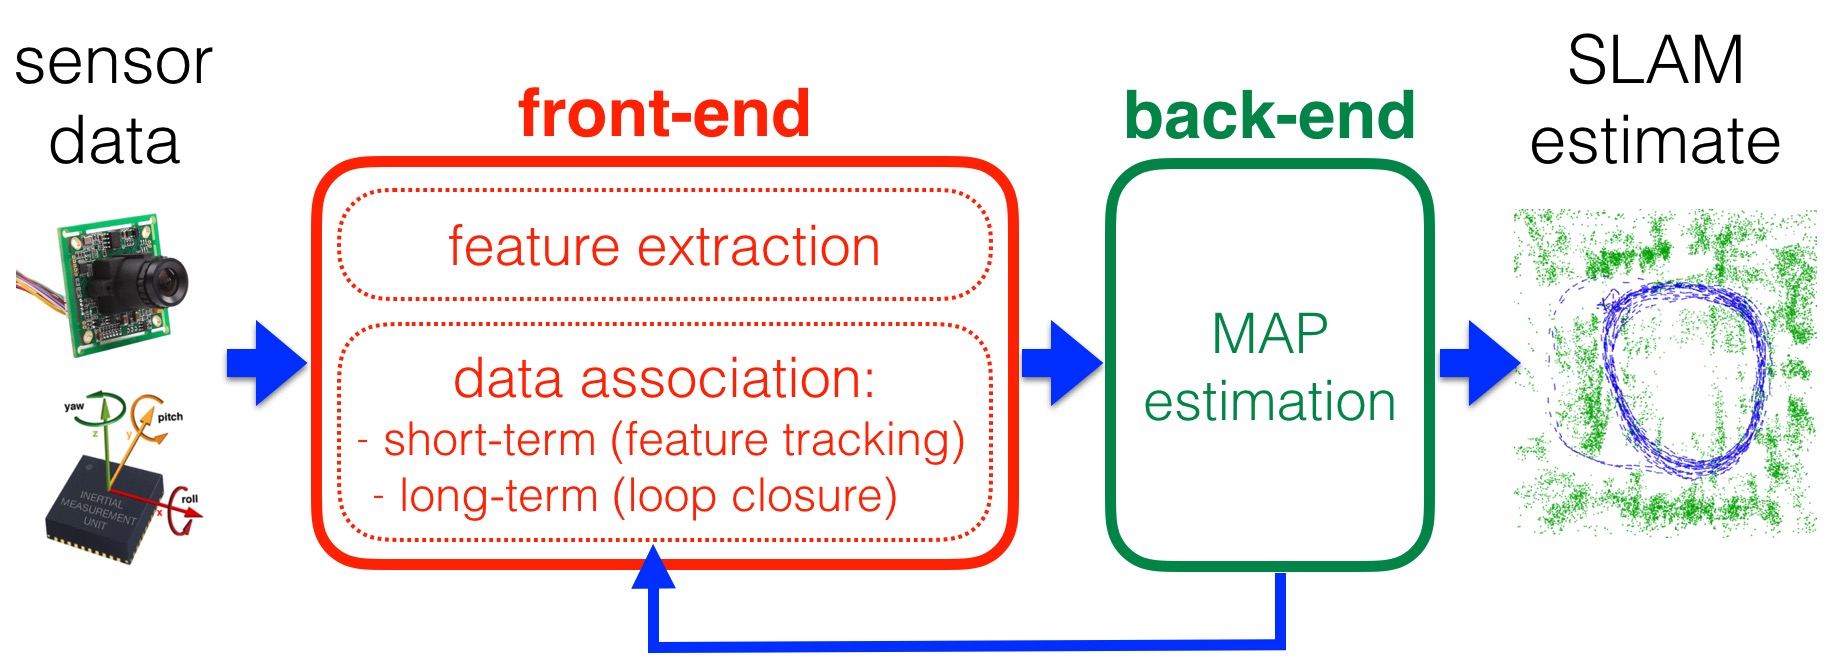 sensor
data
front-end
feature extraction
data association:
- short-term (feature tracking)
- long-term (loop closure)
back-end
MAP
estimation
SLAM
estimate
yaw
z
pitch
y
roll
x
INERTIAL
MEASUREMENT
UNIT